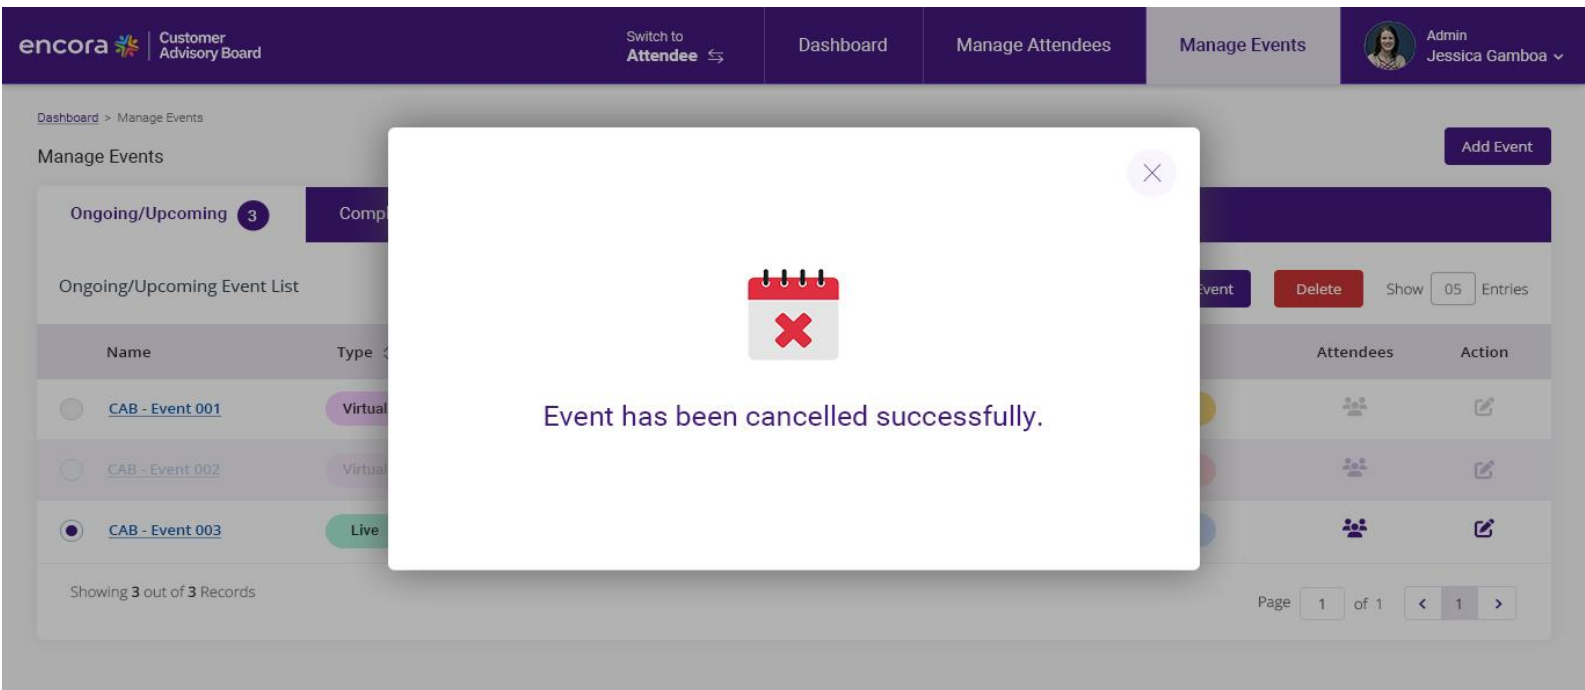 encora Customer Advisory Board
Switch to
Attendee
Dashboard
Manage Attendees
Manage Events
Admin
Jessica Gamboa
Dashboard > Manage Events
Manage Events
Add Event
Ongoing/Upcoming 3
Ongoing/Upcoming Event List
Event
Delete
Show 05 Entries
Name Type Attendees Action
CAB - Event 001 Virtual
CAB - Event 002 Virtual
CAB - Event 003 Live
Event has been cancelled successfully.
Showing 3 out of 3 Records
Page 1 of 1 < 1 >